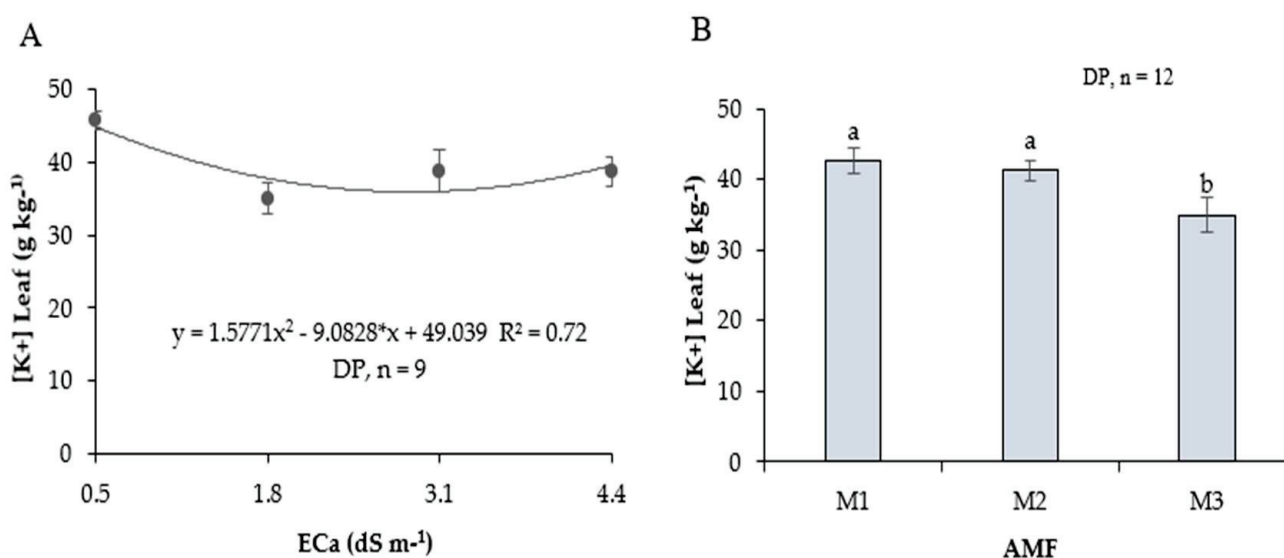 A
50
40
30
20
10
0
[K+] Leaf (g kg-¹)
y = 1.5771x² - 9.0828*x + 49.039 R² = 0.72
DP, n = 9
0.5 1.8 3.1 4.4
ECa (dS m-¹)
B
DP, n = 12
50
40
30
20
10
0
[K+] Leaf (g kg-¹)
a a b
M1 M2 M3
AMF